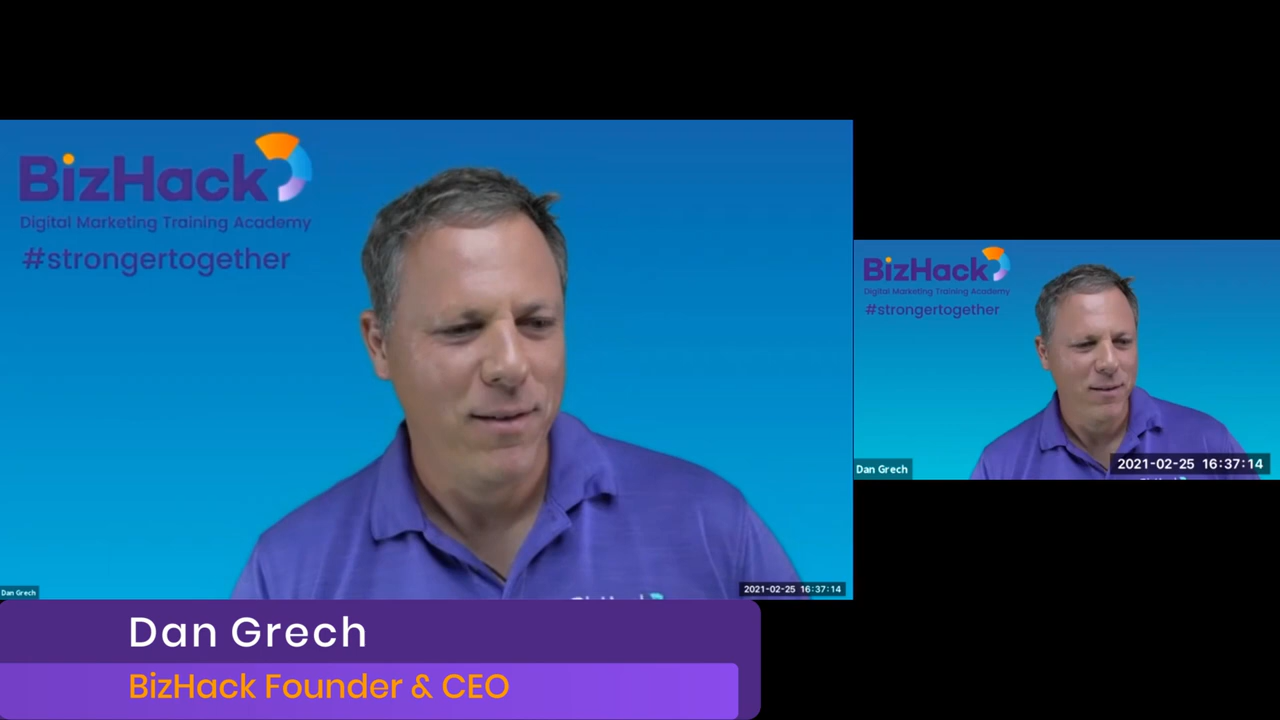 BizHack
Digital Marketing Training Academy
#strongertogether
Dan Grech
2021-02-25 16:37:14
BizHack
Digital Marketing Training Academy
#strongertogether
Dan Grech
2021-02-25 16:37:14
Dan Grech
BizHack Founder & CEO